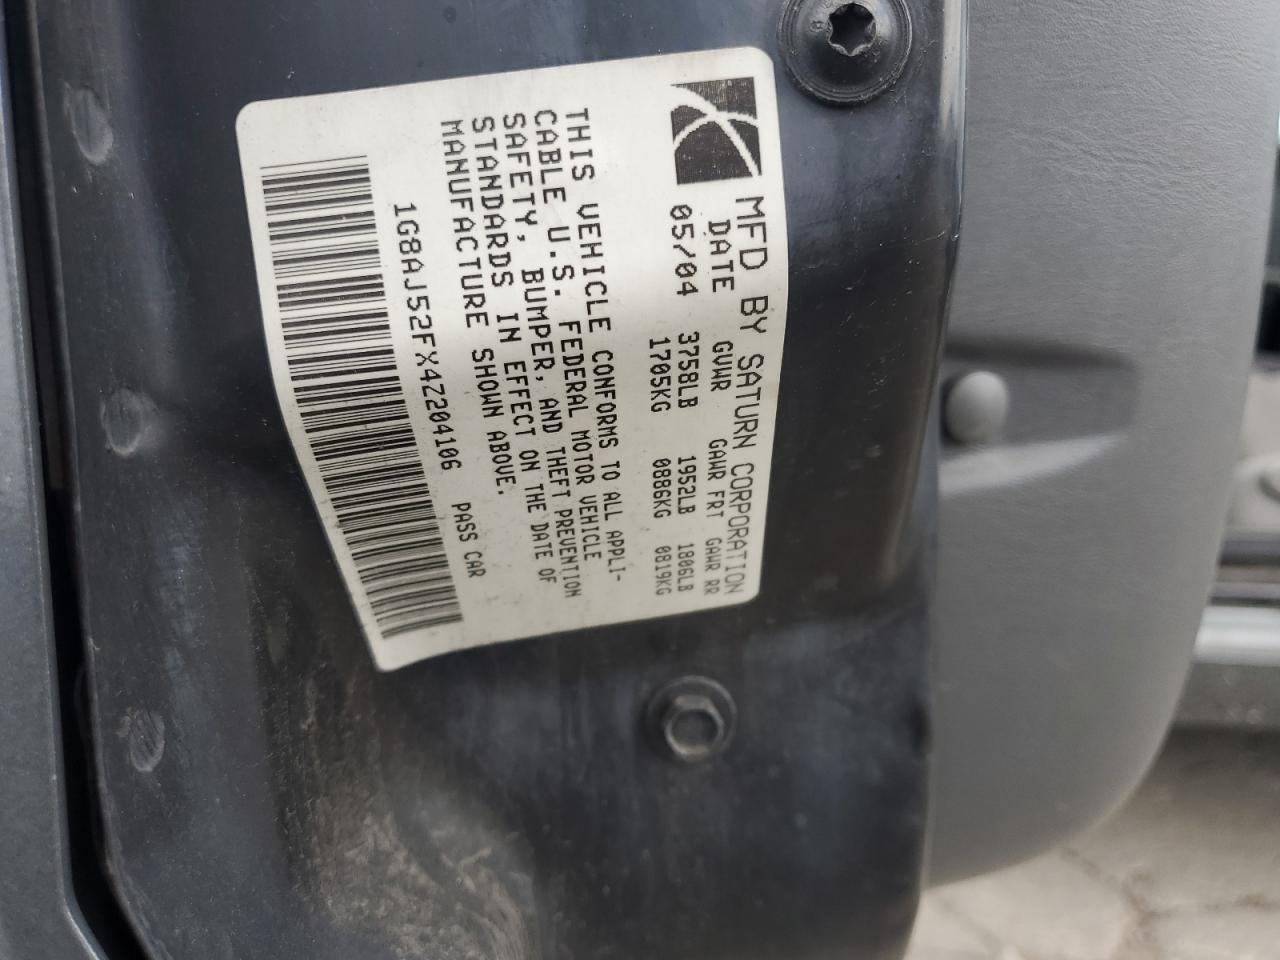 MFD BY SATURN CORPORATION
DATE GVWR GAWR FRT GAWR RR
05/04 3758LB 1952LB 1806LB
1705KG 0886KG 0819KG
THIS VEHICLE CONFORMS TO ALL APPLI-
CABLE U.S. FEDERAL MOTOR VEHICLE
SAFETY, BUMPER, AND THEFT PREVENTION
STANDARDS IN EFFECT ON THE DATE OF
MANUFACTURE SHOWN ABOVE.
1G8AJ52FX4Z204106 PASS CAR